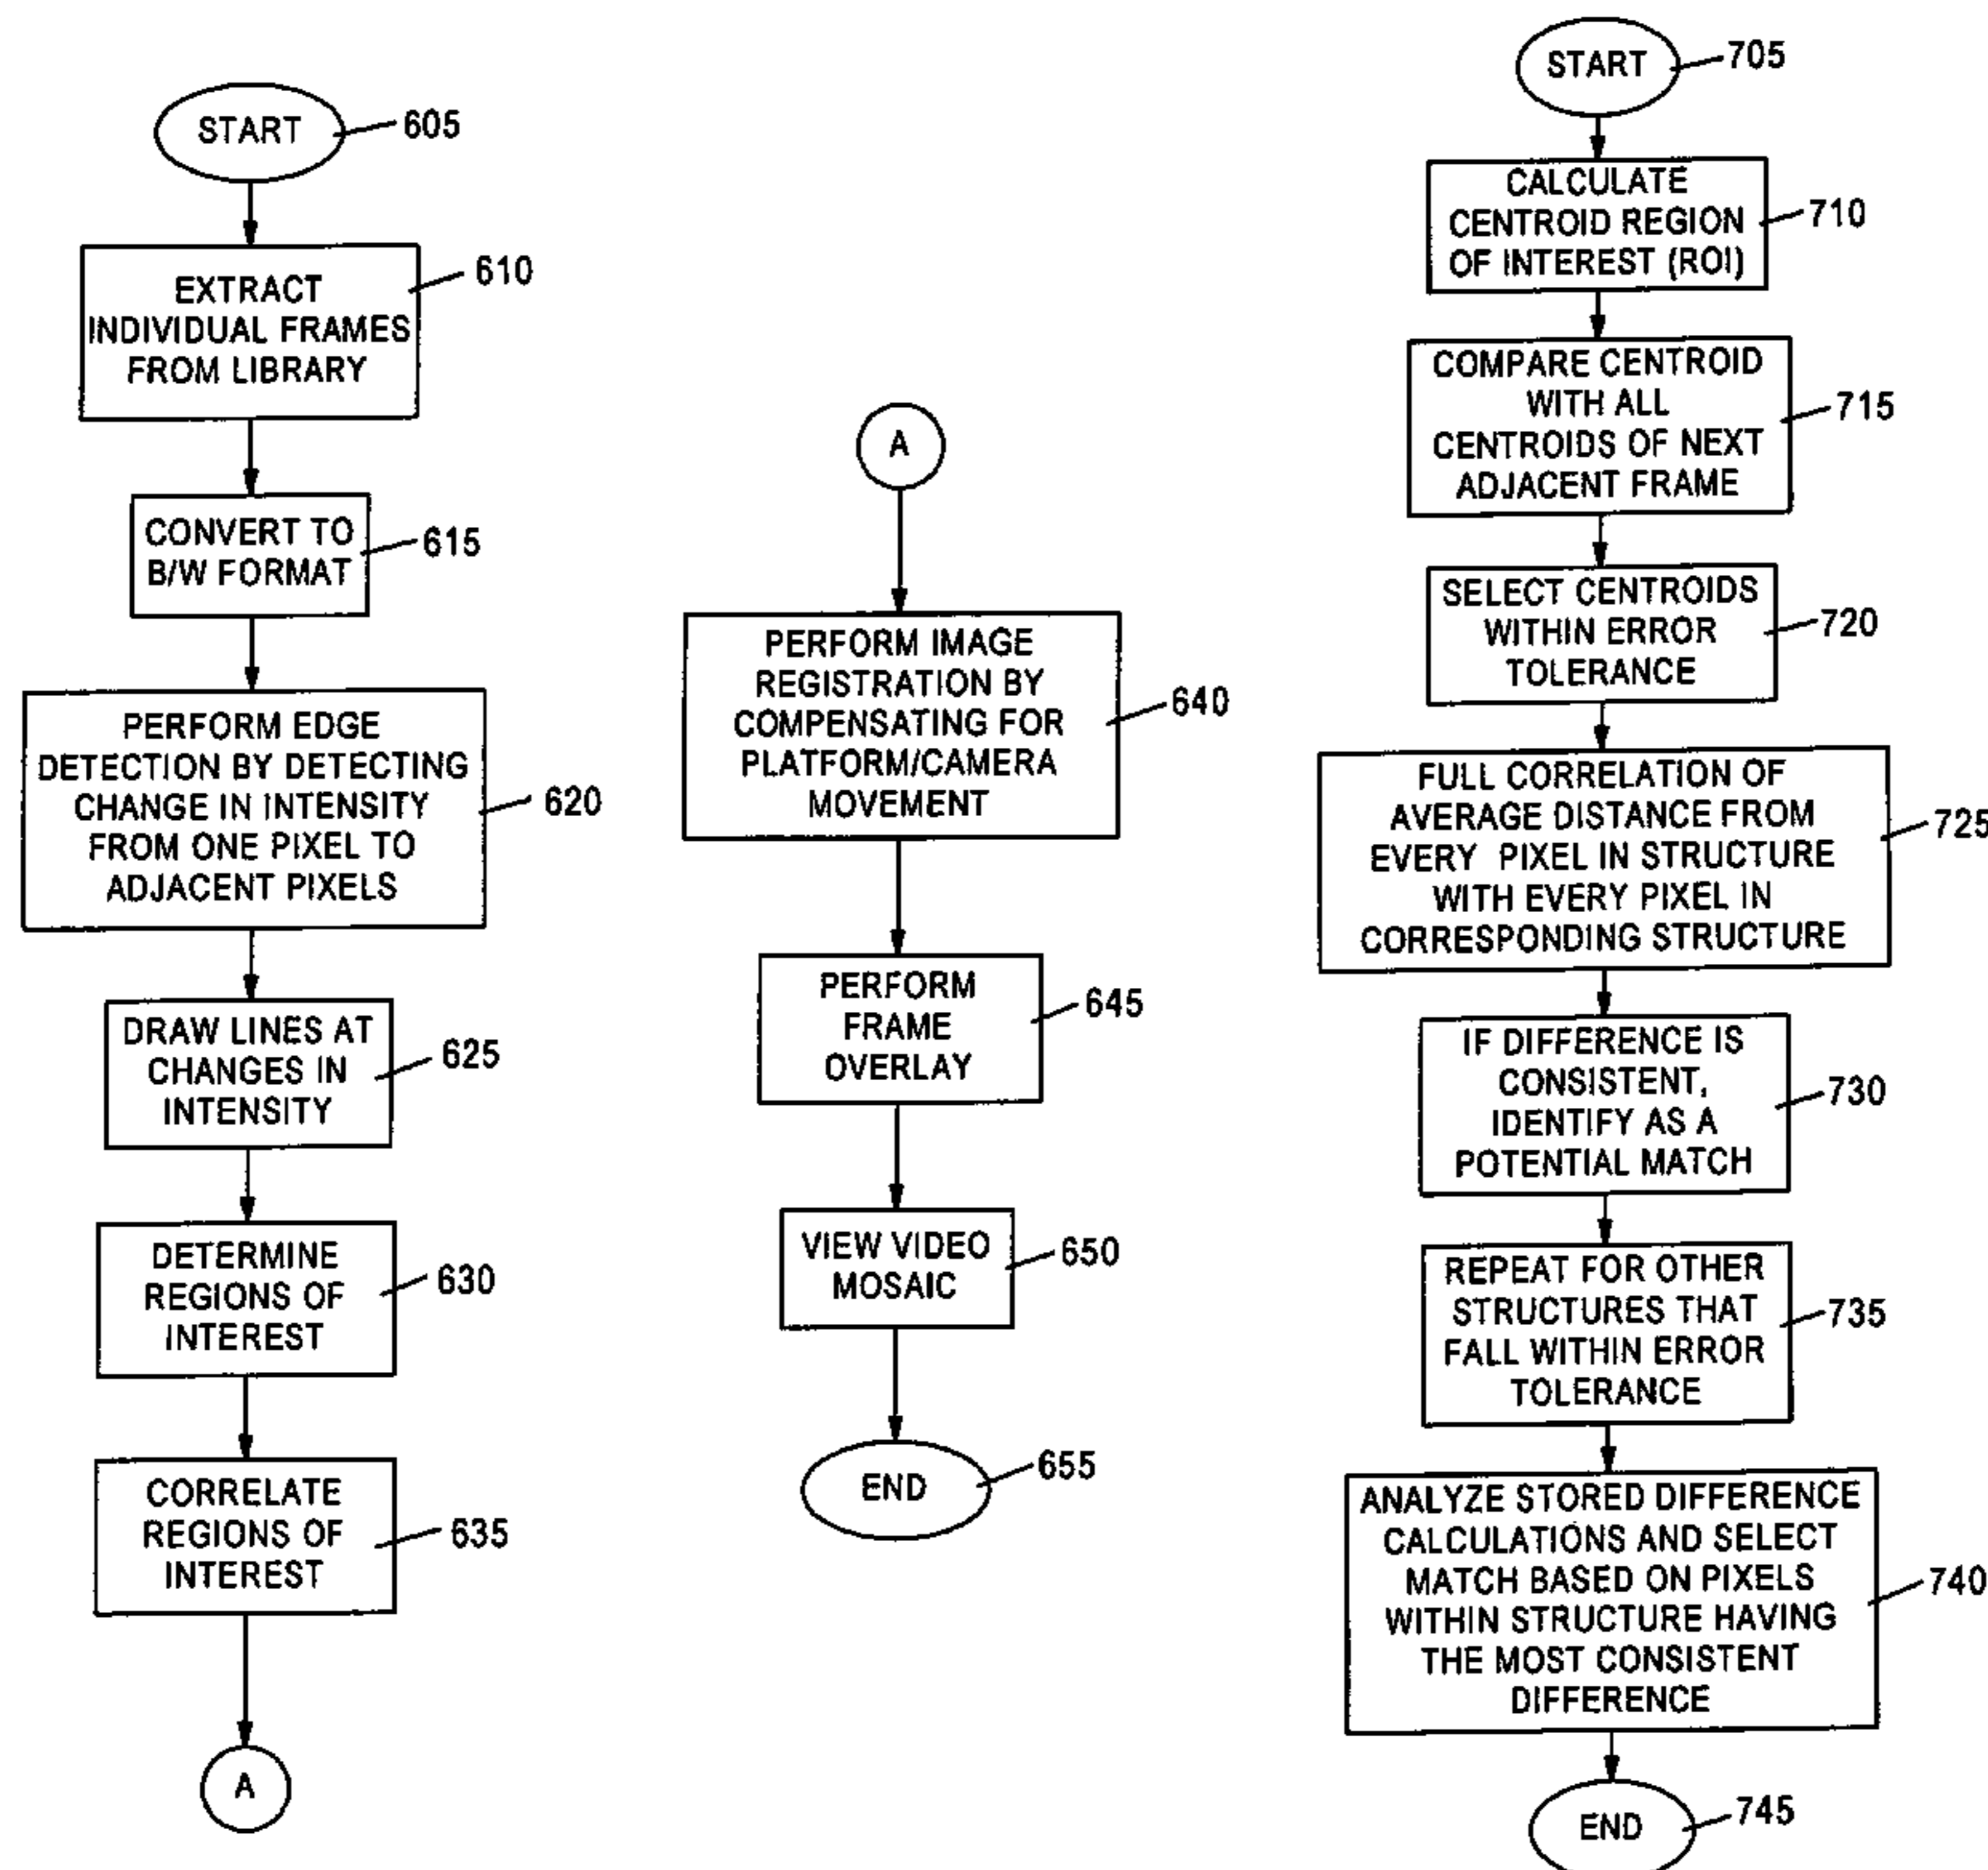 START
605
EXTRACT
INDIVIDUAL FRAMES
FROM LIBRARY
610
CONVERT TO
B/W FORMAT
615
PERFORM EDGE
DETECTION BY DETECTING
CHANGE IN INTENSITY
FROM ONE PIXEL TO
ADJACENT PIXELS
620
DRAW LINES AT
CHANGES IN
INTENSITY
625
DETERMINE
REGIONS OF
INTEREST
630
CORRELATE
REGIONS OF
INTEREST
635
A
A
PERFORM IMAGE
REGISTRATION BY
COMPENSATING FOR
PLATFORM/CAMERA
MOVEMENT
640
PERFORM
FRAME
OVERLAY
645
VIEW VIDEO
MOSAIC
650
END
655
START
705
CALCULATE
CENTROID REGION
OF INTEREST (ROI)
710
COMPARE CENTROID
WITH ALL
CENTROIDS OF NEXT
ADJACENT FRAME
715
SELECT CENTROIDS
WITHIN ERROR
TOLERANCE
720
FULL CORRELATION OF
AVERAGE DISTANCE FROM
EVERY PIXEL IN STRUCTURE
WITH EVERY PIXEL IN
CORRESPONDING STRUCTURE
725
IF DIFFERENCE IS
CONSISTENT,
IDENTIFY AS A
POTENTIAL MATCH
730
REPEAT FOR OTHER
STRUCTURES THAT
FALL WITHIN ERROR
TOLERANCE
735
ANALYZE STORED DIFFERENCE
CALCULATIONS AND SELECT
MATCH BASED ON PIXELS
WITHIN STRUCTURE HAVING
THE MOST CONSISTENT
DIFFERENCE
740
END
745